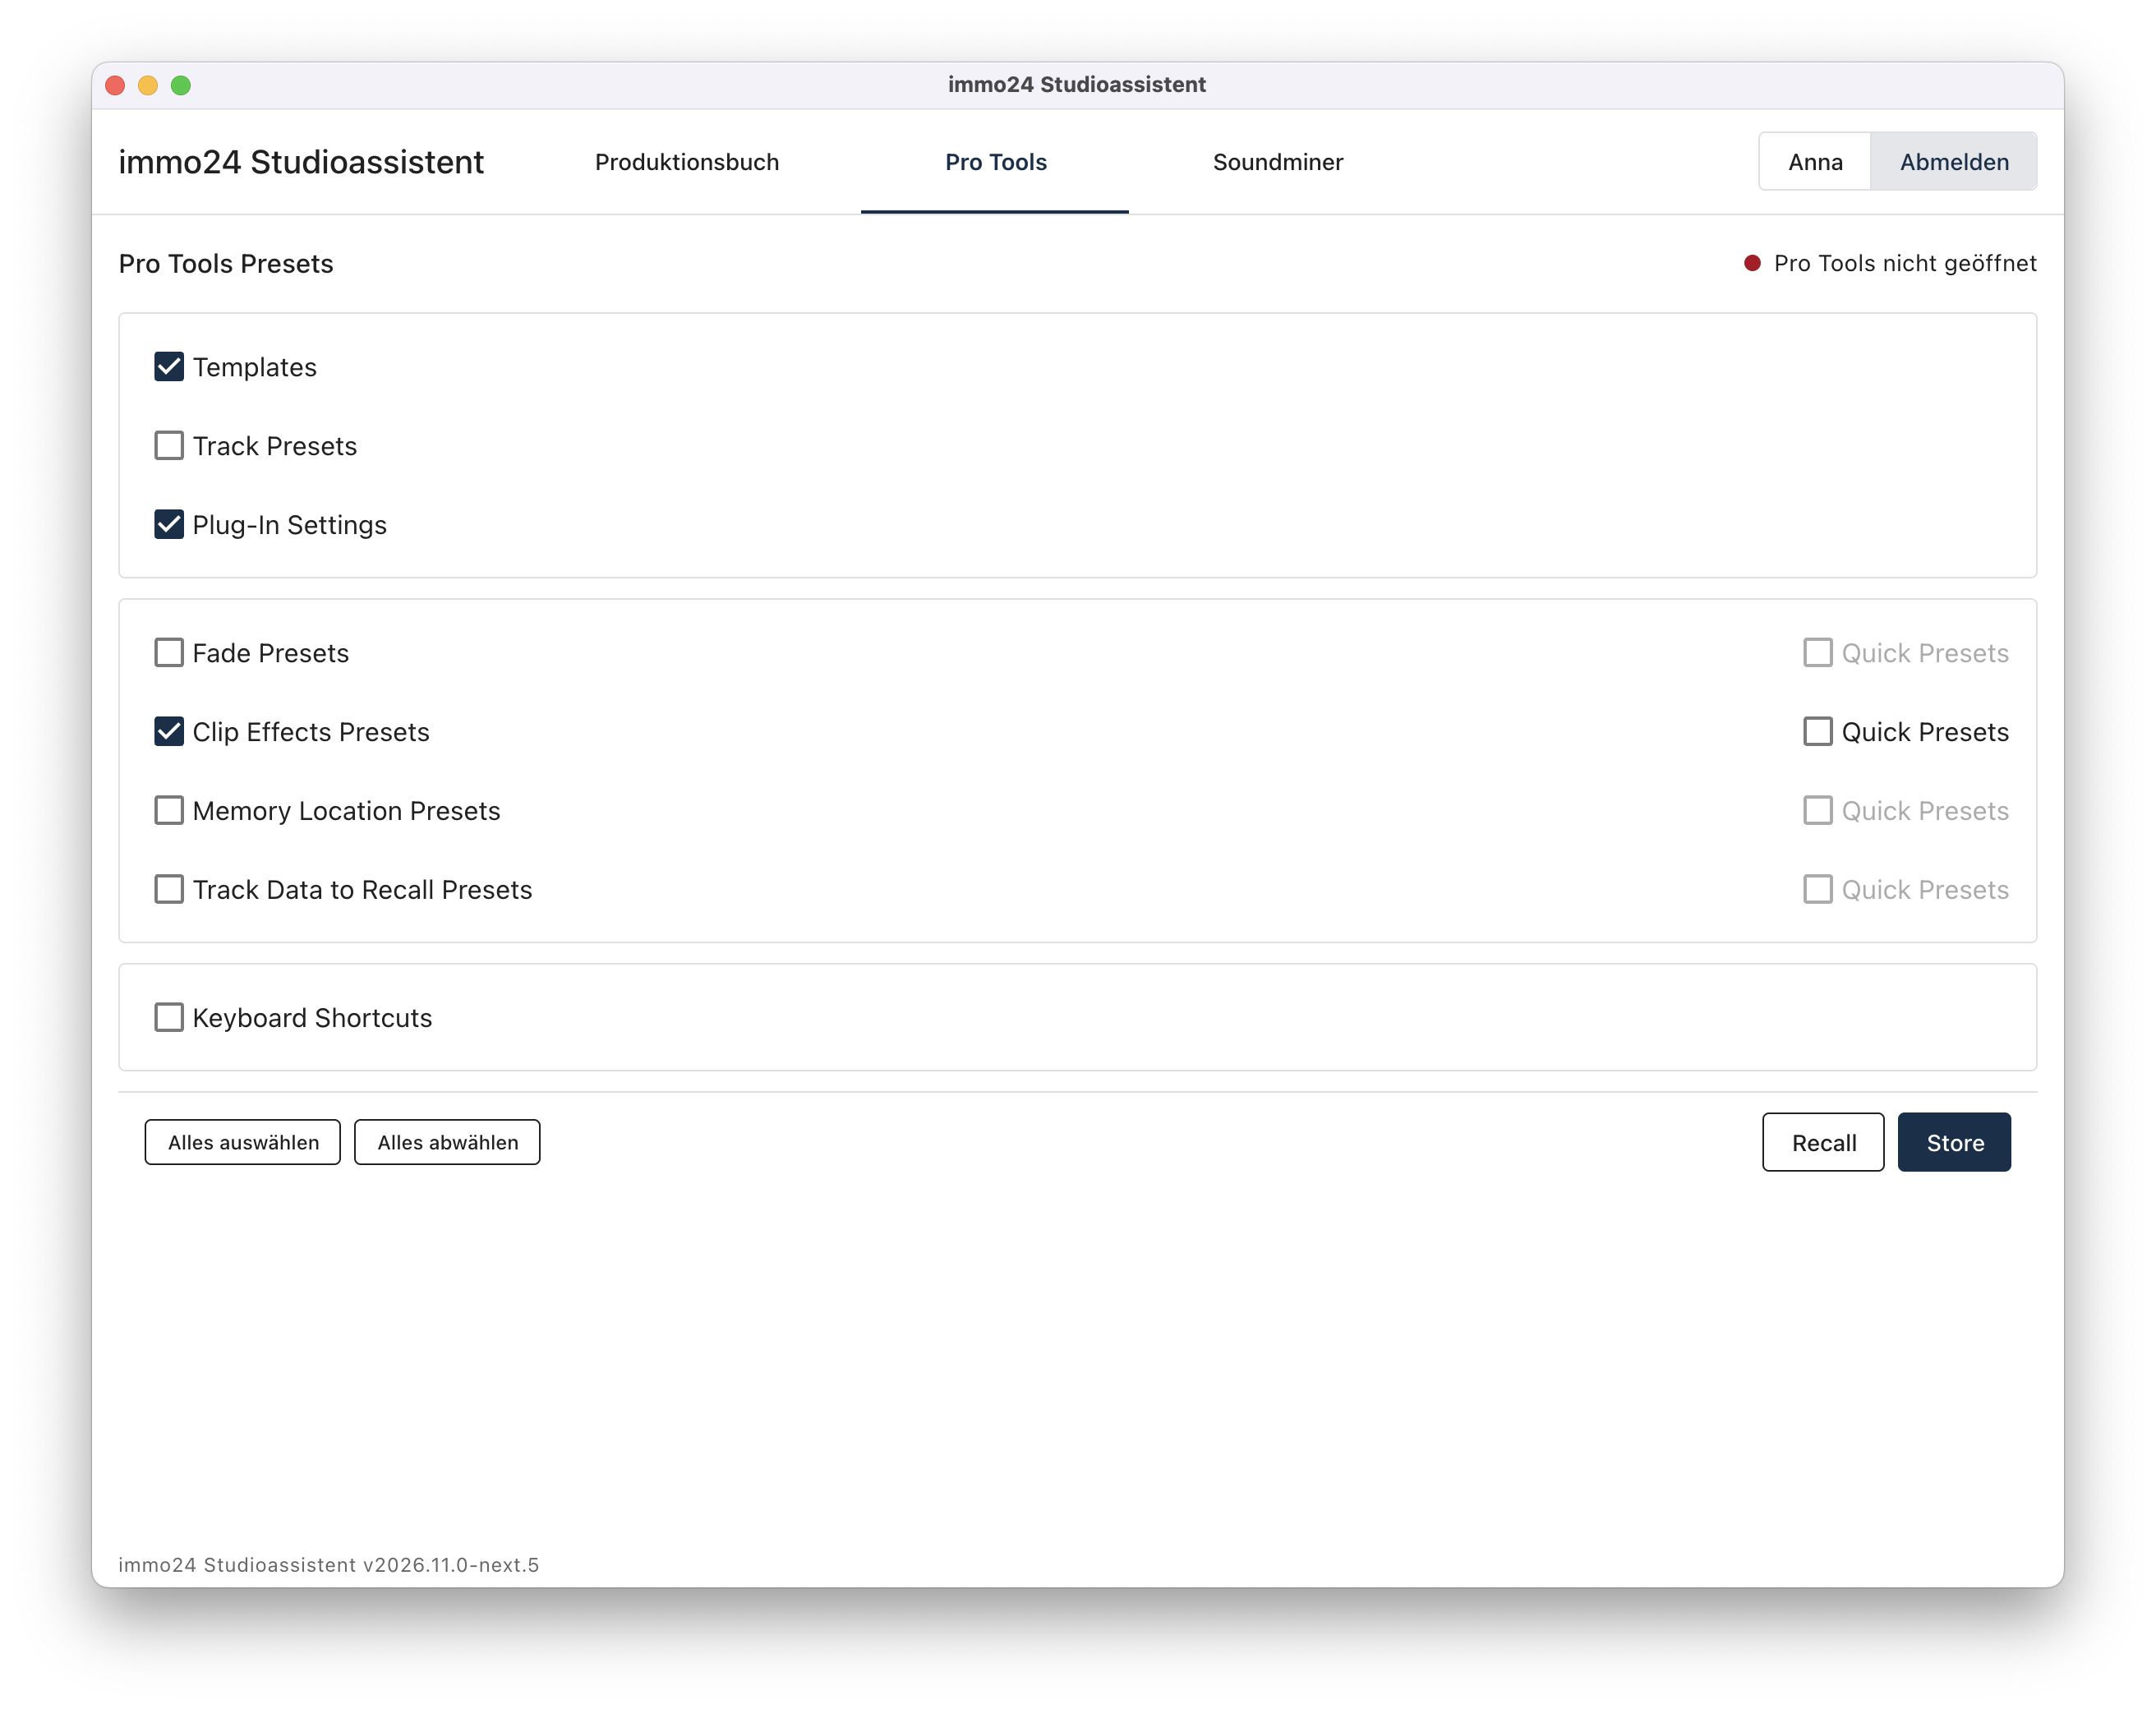 immo24 Studioassistent
immo24 Studioassistent Produktionsbuch Pro Tools Soundminer Anna Abmelden
Pro Tools Presets Pro Tools nicht geöffnet
Templates
Track Presets
Plug-In Settings
Fade Presets Quick Presets
Clip Effects Presets Quick Presets
Memory Location Presets Quick Presets
Track Data to Recall Presets Quick Presets
Keyboard Shortcuts
Alles auswählen Alles abwählen Recall Store
immo24 Studioassistent v2026.11.0-next.5